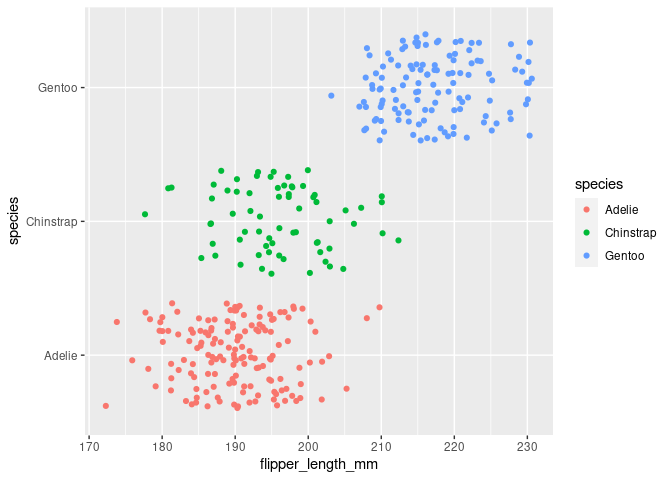 Gentoo
Chinstrap
Adelie
species
170 180 190 200 210 220 230
flipper_length_mm
species
Adelie
Chinstrap
Gentoo